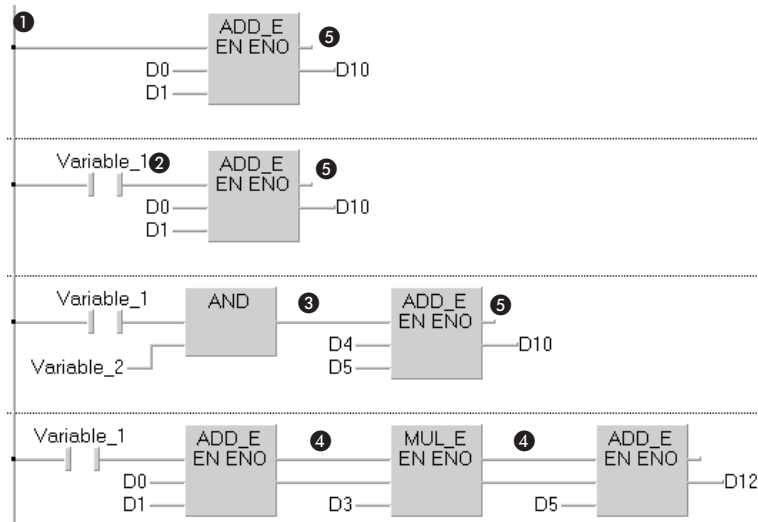 ❶
ADD_E
EN ENO
❺
D0
D10
D1
Variable_1
❷
ADD_E
EN ENO
❺
D0
D10
D1
Variable_1
AND
❸
ADD_E
EN ENO
❺
D4
D10
Variable_2
D5
Variable_1
ADD_E
EN ENO
❹
MUL_E
EN ENO
❹
ADD_E
EN ENO
D0
D12
D1
D3
D5